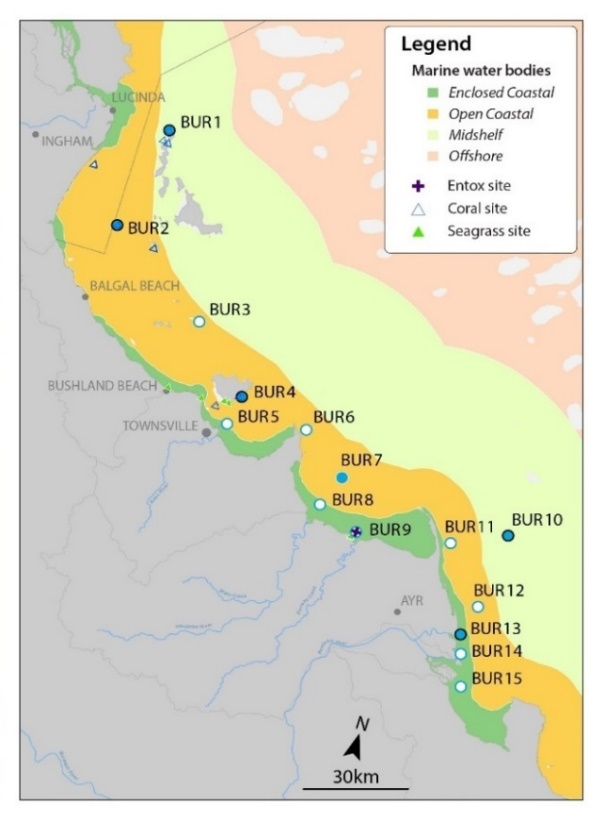 Legend
Marine water bodies
Enclosed Coastal
Open Coastal
Midshelf
Offshore
Entox site
Coral site
Seagrass site
LUCINDA
BUR1
INGHAM
BUR2
BALGAL BEACH
BUR3
BUSHLAND BEACH
BUR4
BUR5
BUR6
TOWNSVILLE
BUR7
BUR8
BUR9
BUR10
BUR11
BUR12
AYR
BUR13
BUR14
BUR15
N
30km